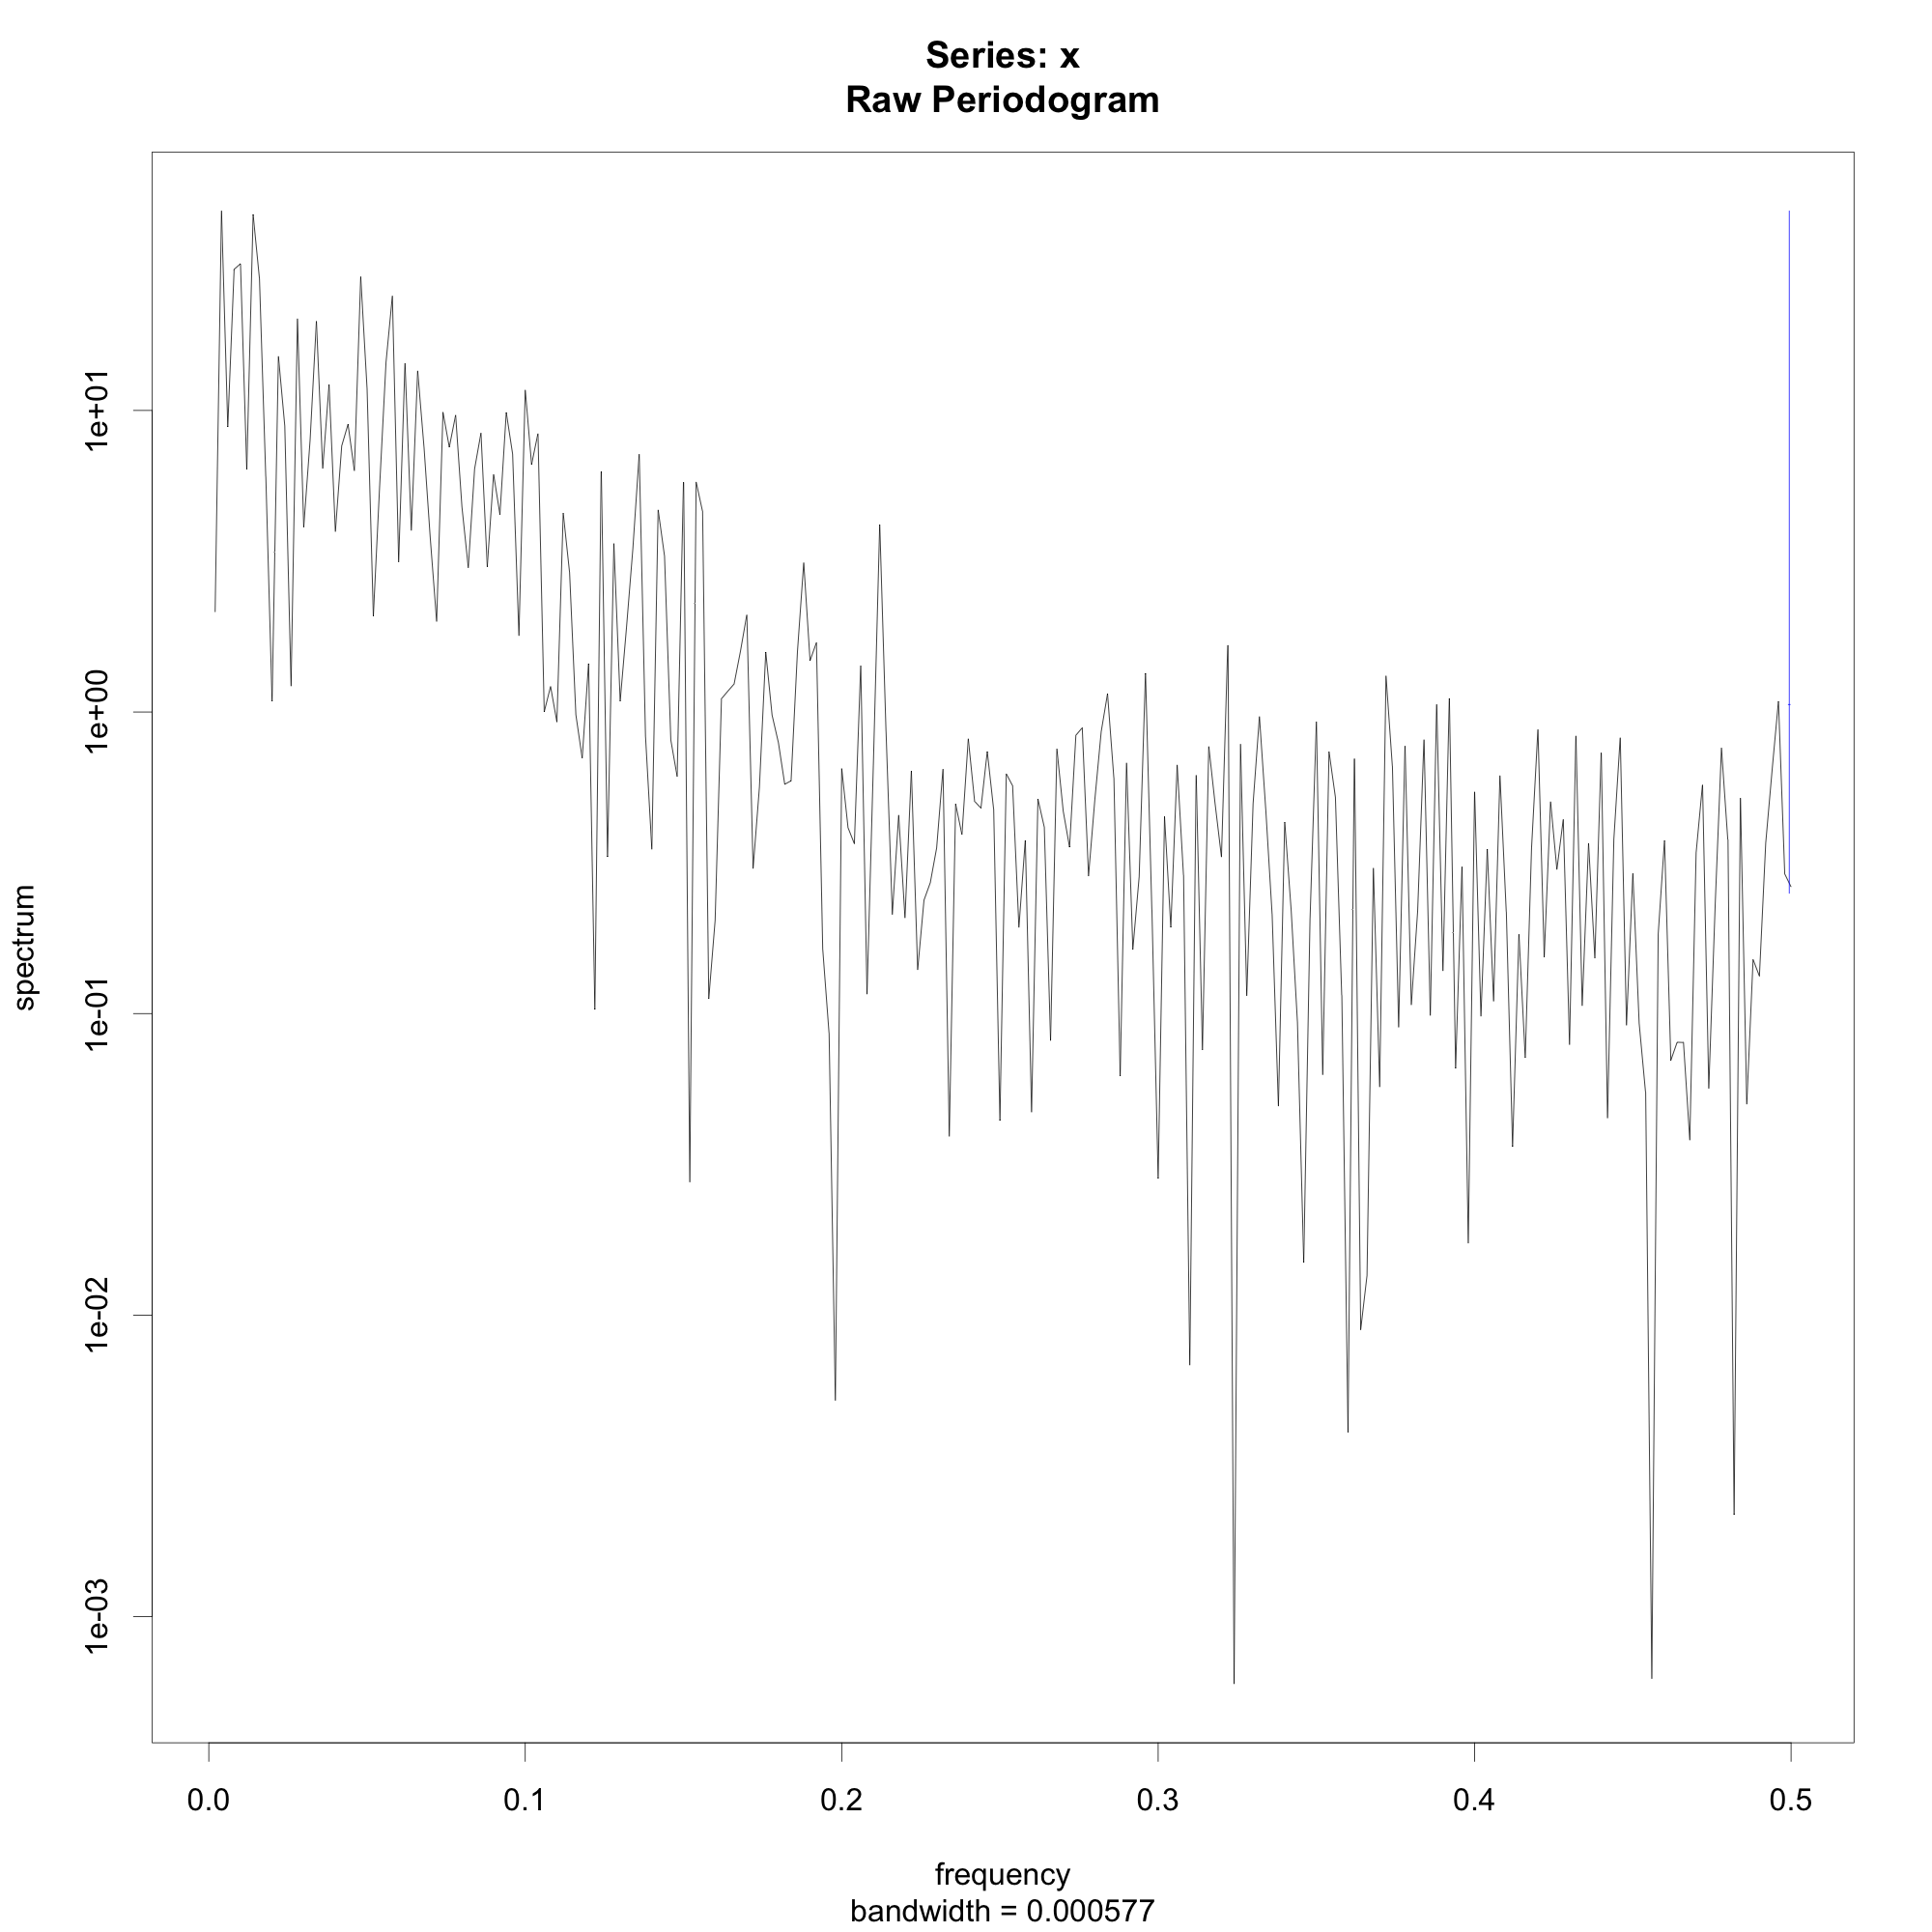 Series: x
Raw Periodogram
spectrum
1e+01
1e+00
1e-01
1e-02
1e-03
0.0 0.1 0.2 0.3 0.4 0.5
frequency
bandwidth = 0.000577